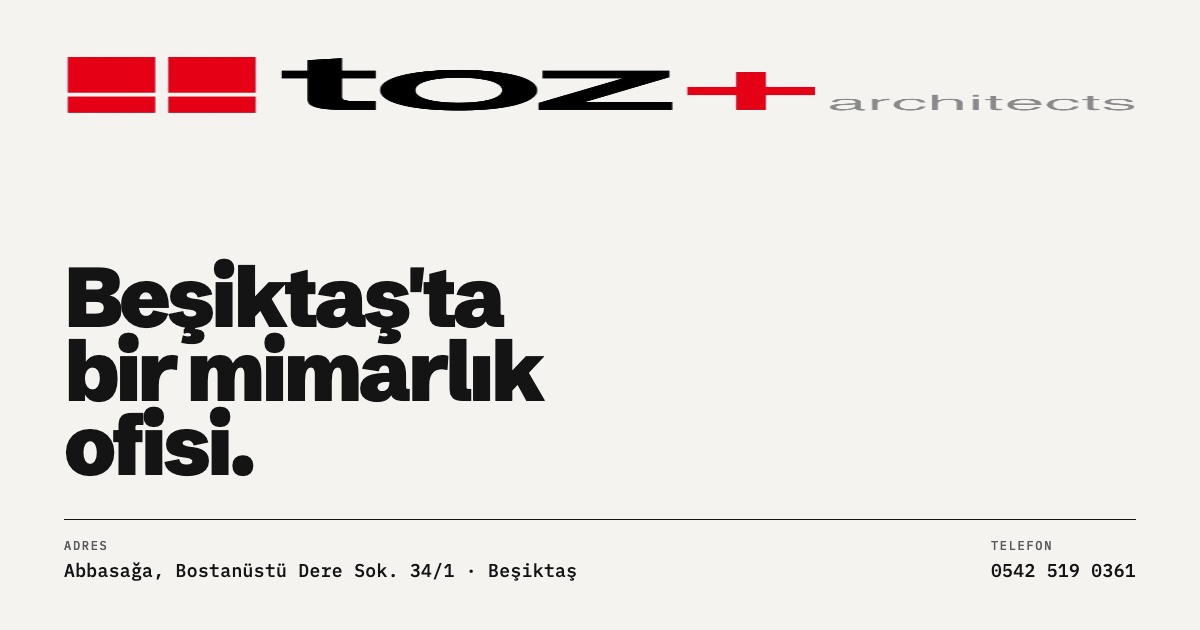 toz+ architects
Beşiktaş'ta
bir mimarlık
ofisi.
ADRES
Abbasağa, Bostanüstü Dere Sok. 34/1 · Beşiktaş
TELEFON
0542 519 0361